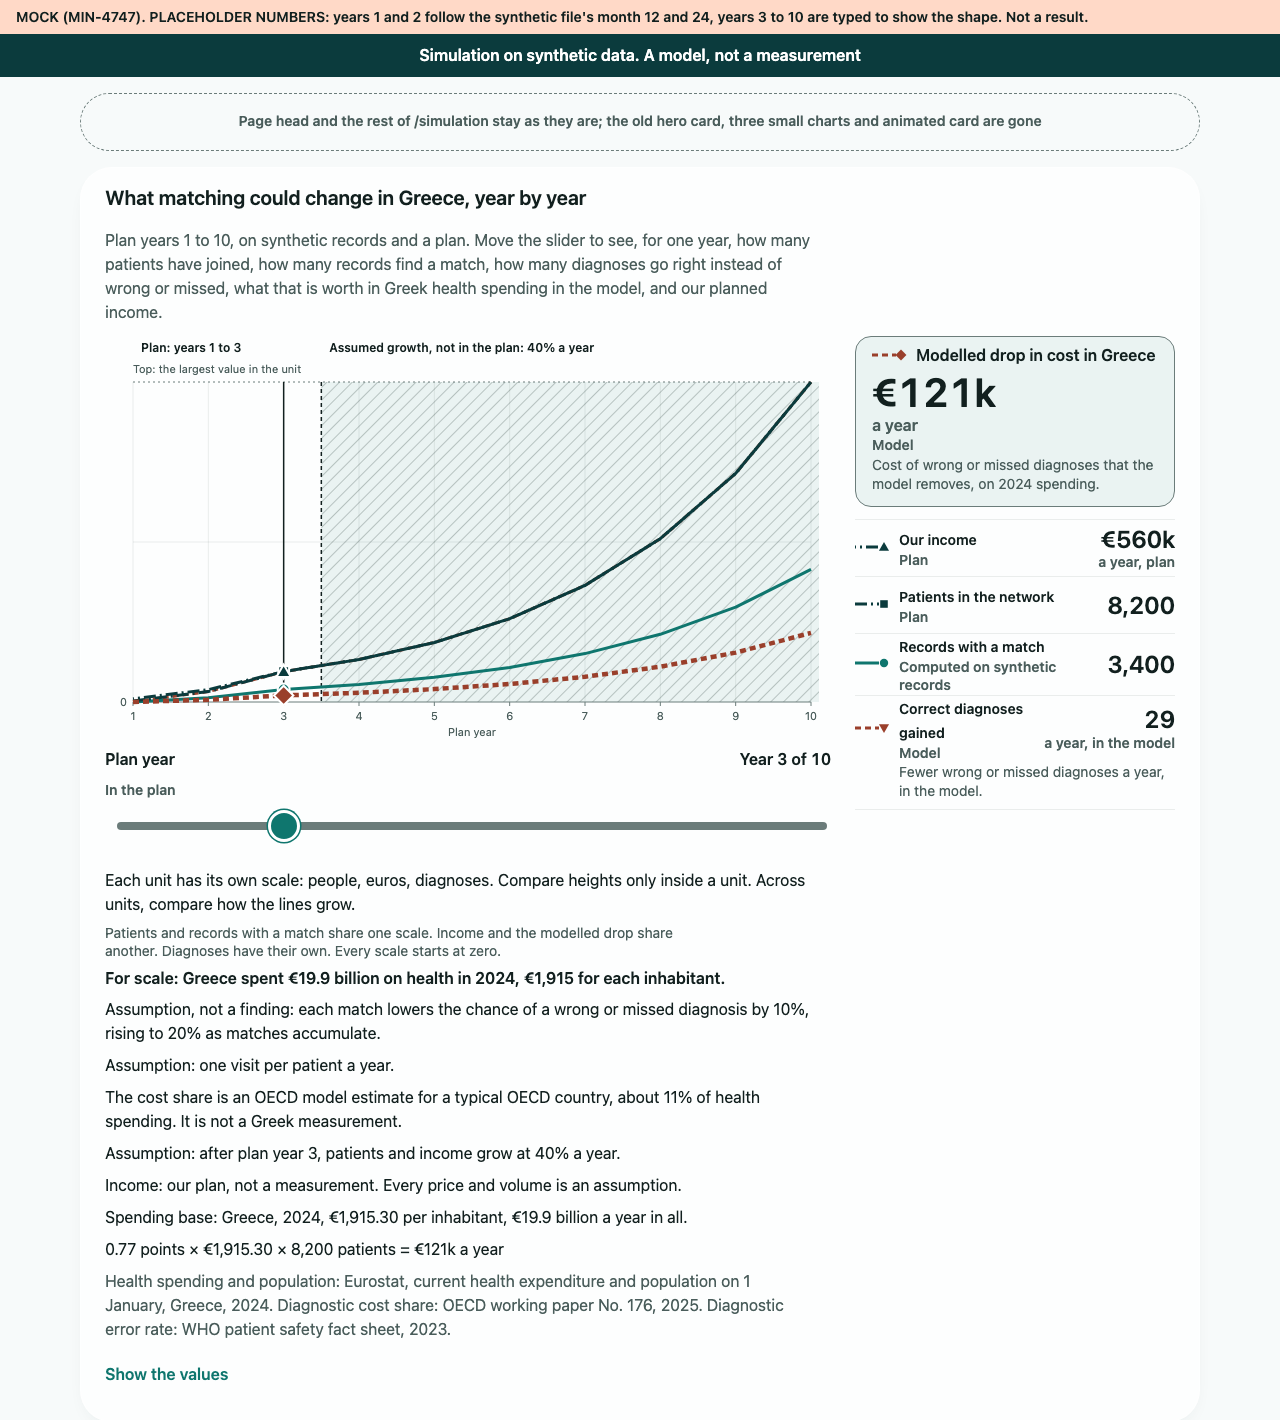 MOCK (MIN-4747). PLACEHOLDER NUMBERS: years 1 and 2 follow the synthetic file's month 12 and 24, years 3 to 10 are typed to show the shape. Not a result.
Simulation on synthetic data. A model, not a measurement
Page head and the rest of /simulation stay as they are; the old hero card, three small charts and animated card are gone
What matching could change in Greece, year by year
Plan years 1 to 10, on synthetic records and a plan. Move the slider to see, for one year, how many
patients have joined, how many records find a match, how many diagnoses go right instead of
wrong or missed, what that is worth in Greek health spending in the model, and our planned
income.
Plan: years 1 to 3
Assumed growth, not in the plan: 40% a year
Top: the largest value in the unit
0
1 2 3 4 5 6 7 8 9 10
Plan year
Plan year
Year 3 of 10
In the plan
Modelled drop in cost in Greece
€121k
a year
Model
Cost of wrong or missed diagnoses that the
model removes, on 2024 spending.
Our income
Plan
€560k
a year, plan
Patients in the network
Plan
8,200
Records with a match
Computed on synthetic
records
3,400
Correct diagnoses
gained
Model
29
a year, in the model
Fewer wrong or missed diagnoses a year,
in the model.
Each unit has its own scale: people, euros, diagnoses. Compare heights only inside a unit. Across
units, compare how the lines grow.
Patients and records with a match share one scale. Income and the modelled drop share
another. Diagnoses have their own. Every scale starts at zero.
For scale: Greece spent €19.9 billion on health in 2024, €1,915 for each inhabitant.
Assumption, not a finding: each match lowers the chance of a wrong or missed diagnosis by 10%,
rising to 20% as matches accumulate.
Assumption: one visit per patient a year.
The cost share is an OECD model estimate for a typical OECD country, about 11% of health
spending. It is not a Greek measurement.
Assumption: after plan year 3, patients and income grow at 40% a year.
Income: our plan, not a measurement. Every price and volume is an assumption.
Spending base: Greece, 2024, €1,915.30 per inhabitant, €19.9 billion a year in all.
0.77 points × €1,915.30 × 8,200 patients = €121k a year
Health spending and population: Eurostat, current health expenditure and population on 1
January, Greece, 2024. Diagnostic cost share: OECD working paper No. 176, 2025. Diagnostic
error rate: WHO patient safety fact sheet, 2023.
Show the values